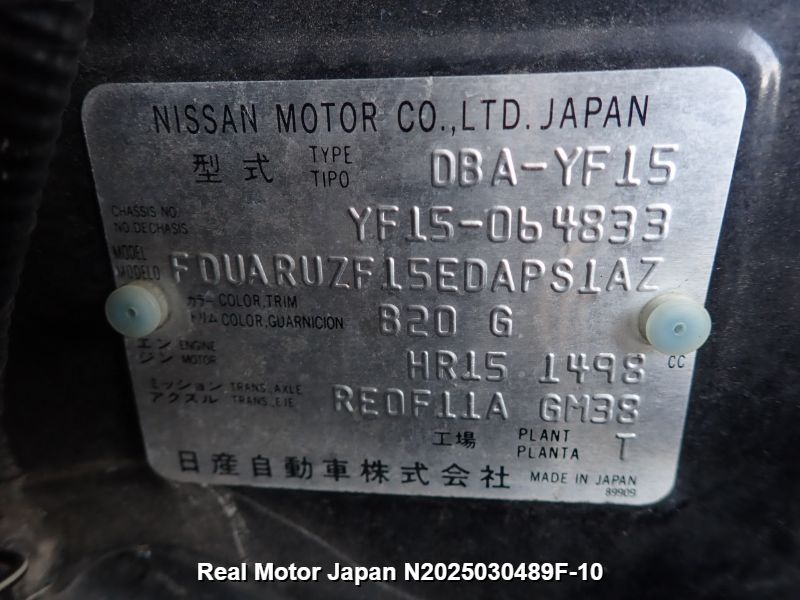 NISSAN MOTOR CO.,LTD. JAPAN
型式 TYPE TIPO DBA-YF15
CHASSIS NO. NO.DECHASIS YF15-064833
MODEL MODELO FDUARUZF15EDAPS1AZ
カラー COLOR,TRIM
トリム COLOR,GUARNICION B20 G
エンジン ENGINE MOTOR HR15 1498 CC
ミッション TRANS.,AXLE
アクスル TRANS.,EJE RE0F11A GM38
工場 PLANT PLANTA T
日産自動車株式会社 MADE IN JAPAN
89909
Real Motor Japan N2025030489F-10